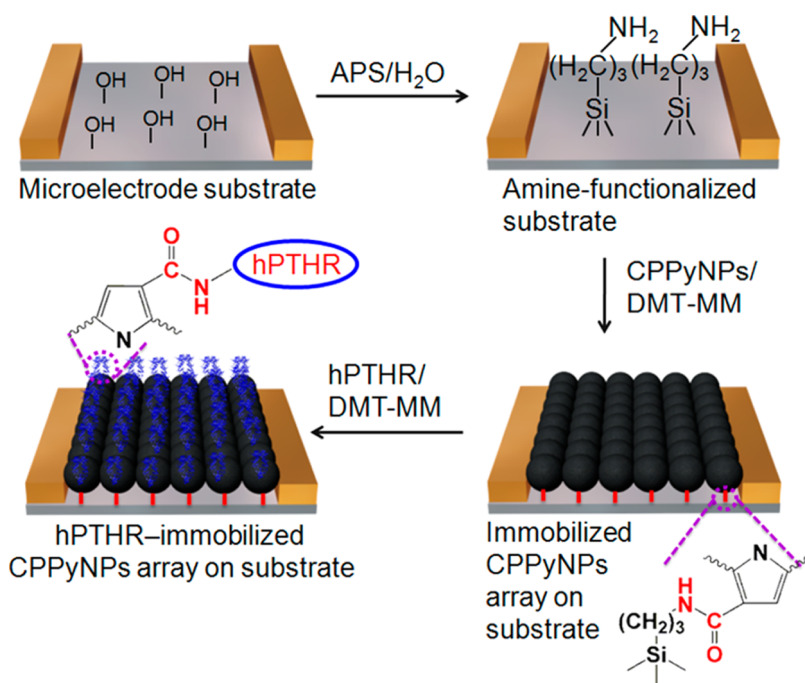 OH OH OH
OH OH OH
Microelectrode substrate
APS/H₂O
NH₂ NH₂
(H₂C)₃ (H₂C)₃
Si Si
Amine-functionalized
substrate
CPPyNPs/
DMT-MM
O
C
N
H
hPTHR
N
hPTHR/
DMT-MM
hPTHR–immobilized
CPPyNPs array on substrate
Immobilized
CPPyNPs
array on
substrate
N
H
N
(CH₂)₃
C
O
Si